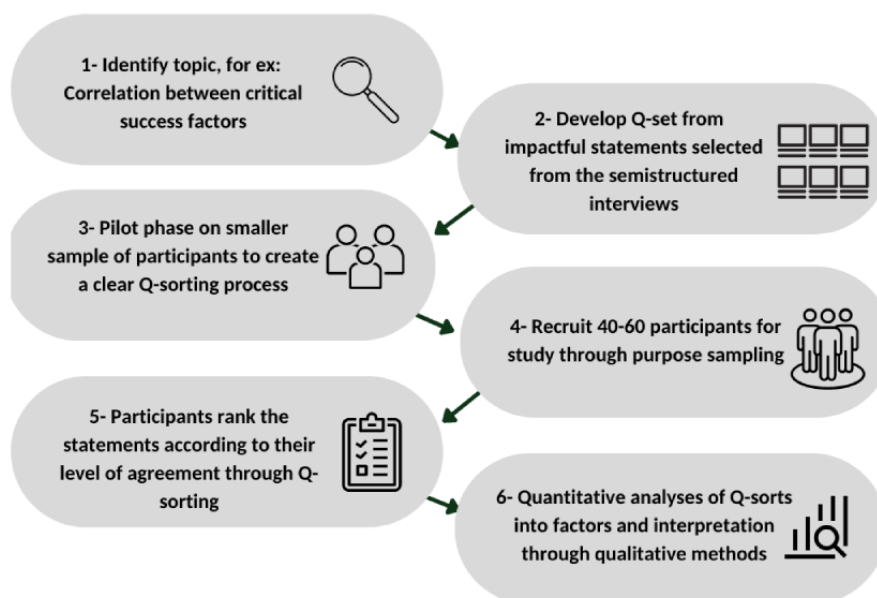 1- Identify topic, for ex:
Correlation between critical
success factors
2- Develop Q-set from
impactful statements selected
from the semistructured
interviews
3- Pilot phase on smaller
sample of participants to create
a clear Q-sorting process
4- Recruit 40-60 participants for
study through purpose sampling
5- Participants rank the
statements according to their
level of agreement through Q-
sorting
6- Quantitative analyses of Q-sorts
into factors and interpretation
through qualitative methods